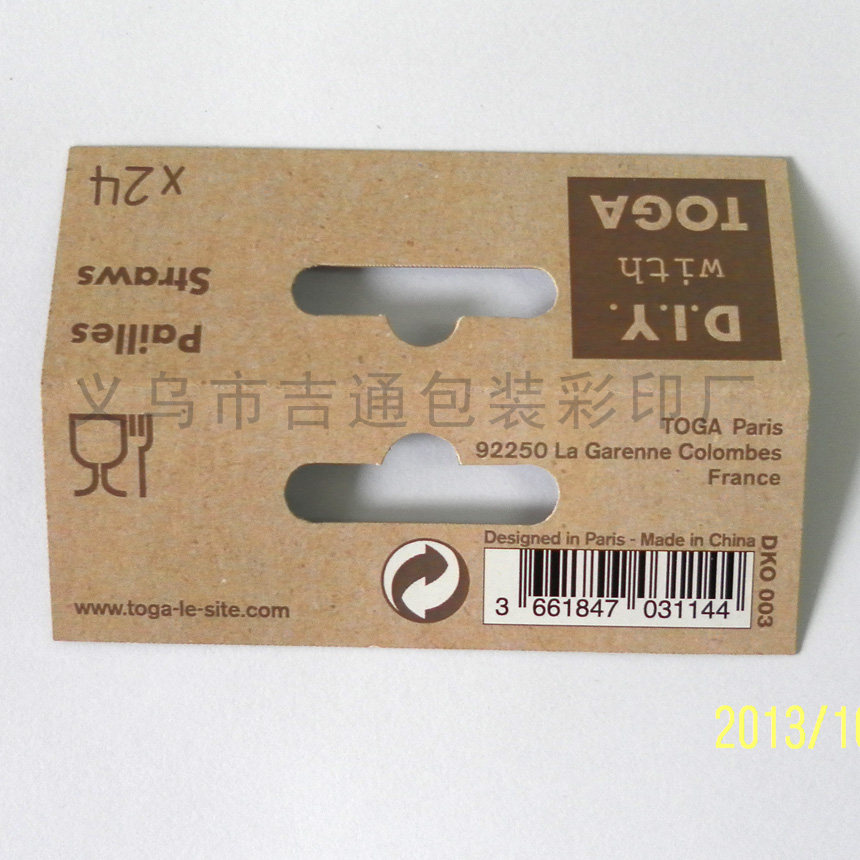 x24
Pailles
Straws
D.I.Y.
with
TOGA
义乌市吉通包装彩印厂
TOGA Paris
92250 La Garenne Colombes
France
Designed in Paris - Made in China
DKO 003
3 661847 031144
www.toga-le-site.com
2013/10